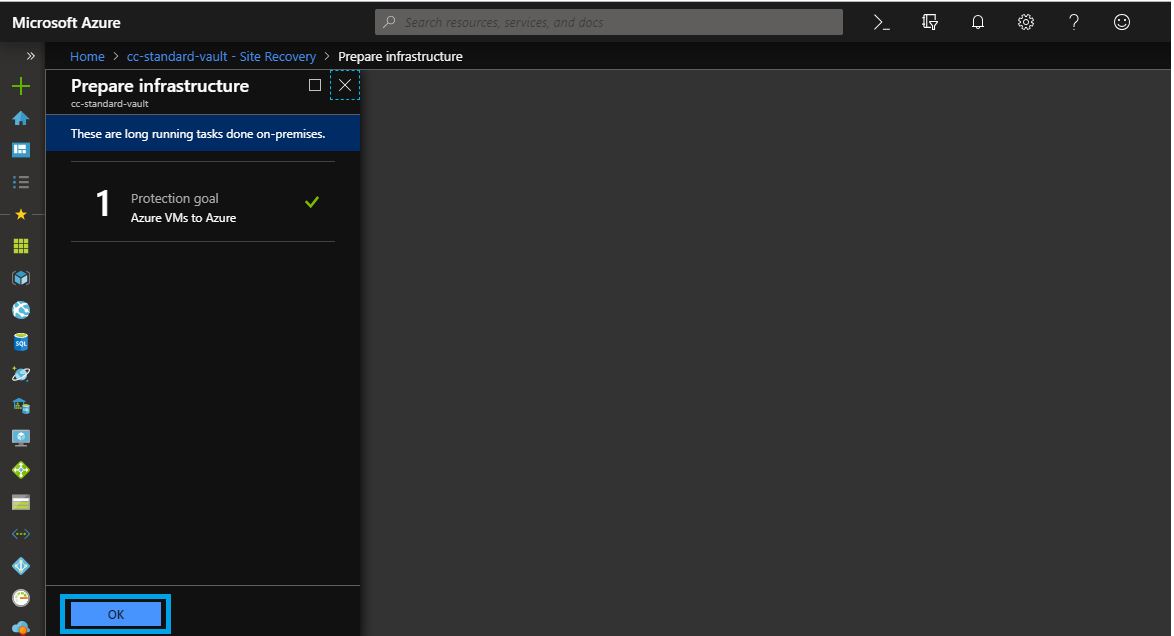 Microsoft Azure
Search resources, services, and docs
Home > cc-standard-vault - Site Recovery > Prepare infrastructure
Prepare infrastructure
cc-standard-vault
These are long running tasks done on-premises.
1
Protection goal
Azure VMs to Azure
OK